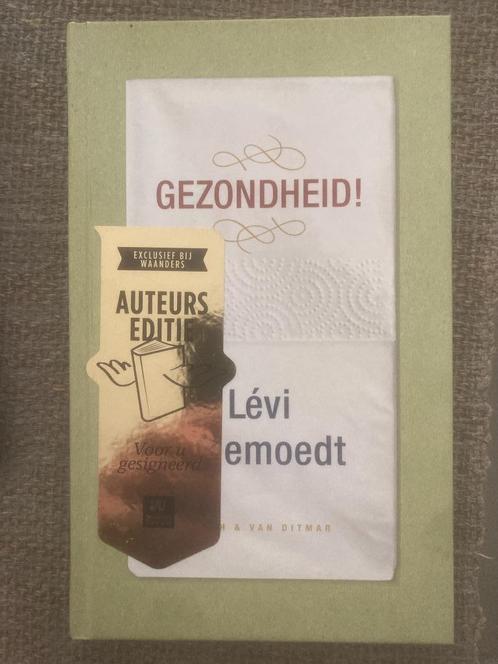 GEZONDHEID!
EXCLUSIEF BIJ
WAANDERS
AUTEURS
EDITIE
Voor u
gesigneerd
Lévi
emoedt
H & VAN DITMAR